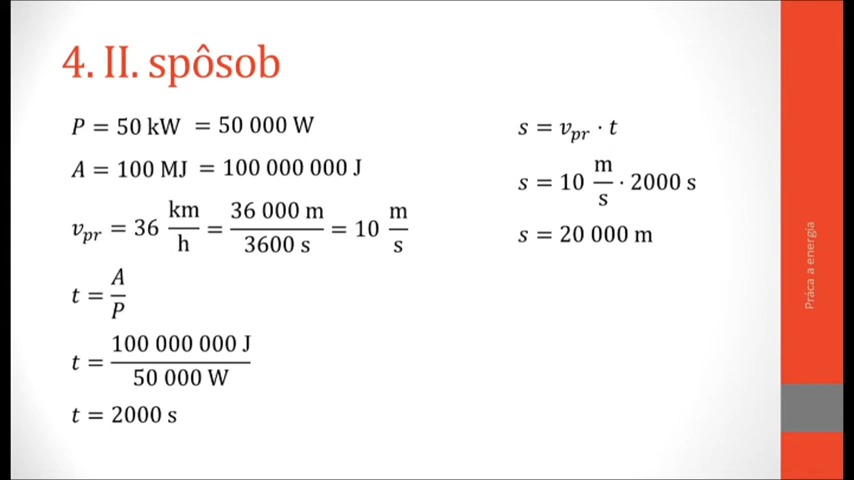 4. II. spôsob
P = 50 kW = 50 000 W
A = 100 MJ = 100 000 000 J
v_pr = 36 km/h = 36 000 m/3600 s = 10 m/s
t = A/P
t = 100 000 000 J/50 000 W
t = 2000 s
s = v_pr · t
s = 10 m/s · 2000 s
s = 20 000 m
Práca a energia